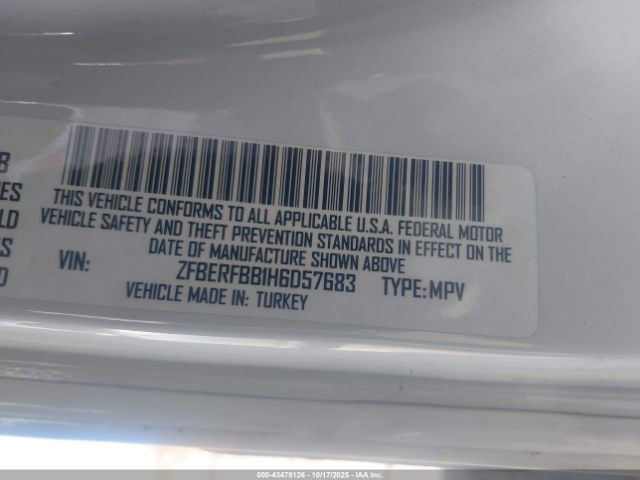 B
ES
LD
S
D
THIS VEHICLE CONFORMS TO ALL APPLICABLE U.S.A. FEDERAL MOTOR
VEHICLE SAFETY AND THEFT PREVENTION STANDARDS IN EFFECT ON THE
DATE OF MANUFACTURE SHOWN ABOVE
VIN: ZFBERFBB1H6D57683 TYPE: MPV
VEHICLE MADE IN: TURKEY
000-43478126 - 10/17/2025 - IAA Inc.